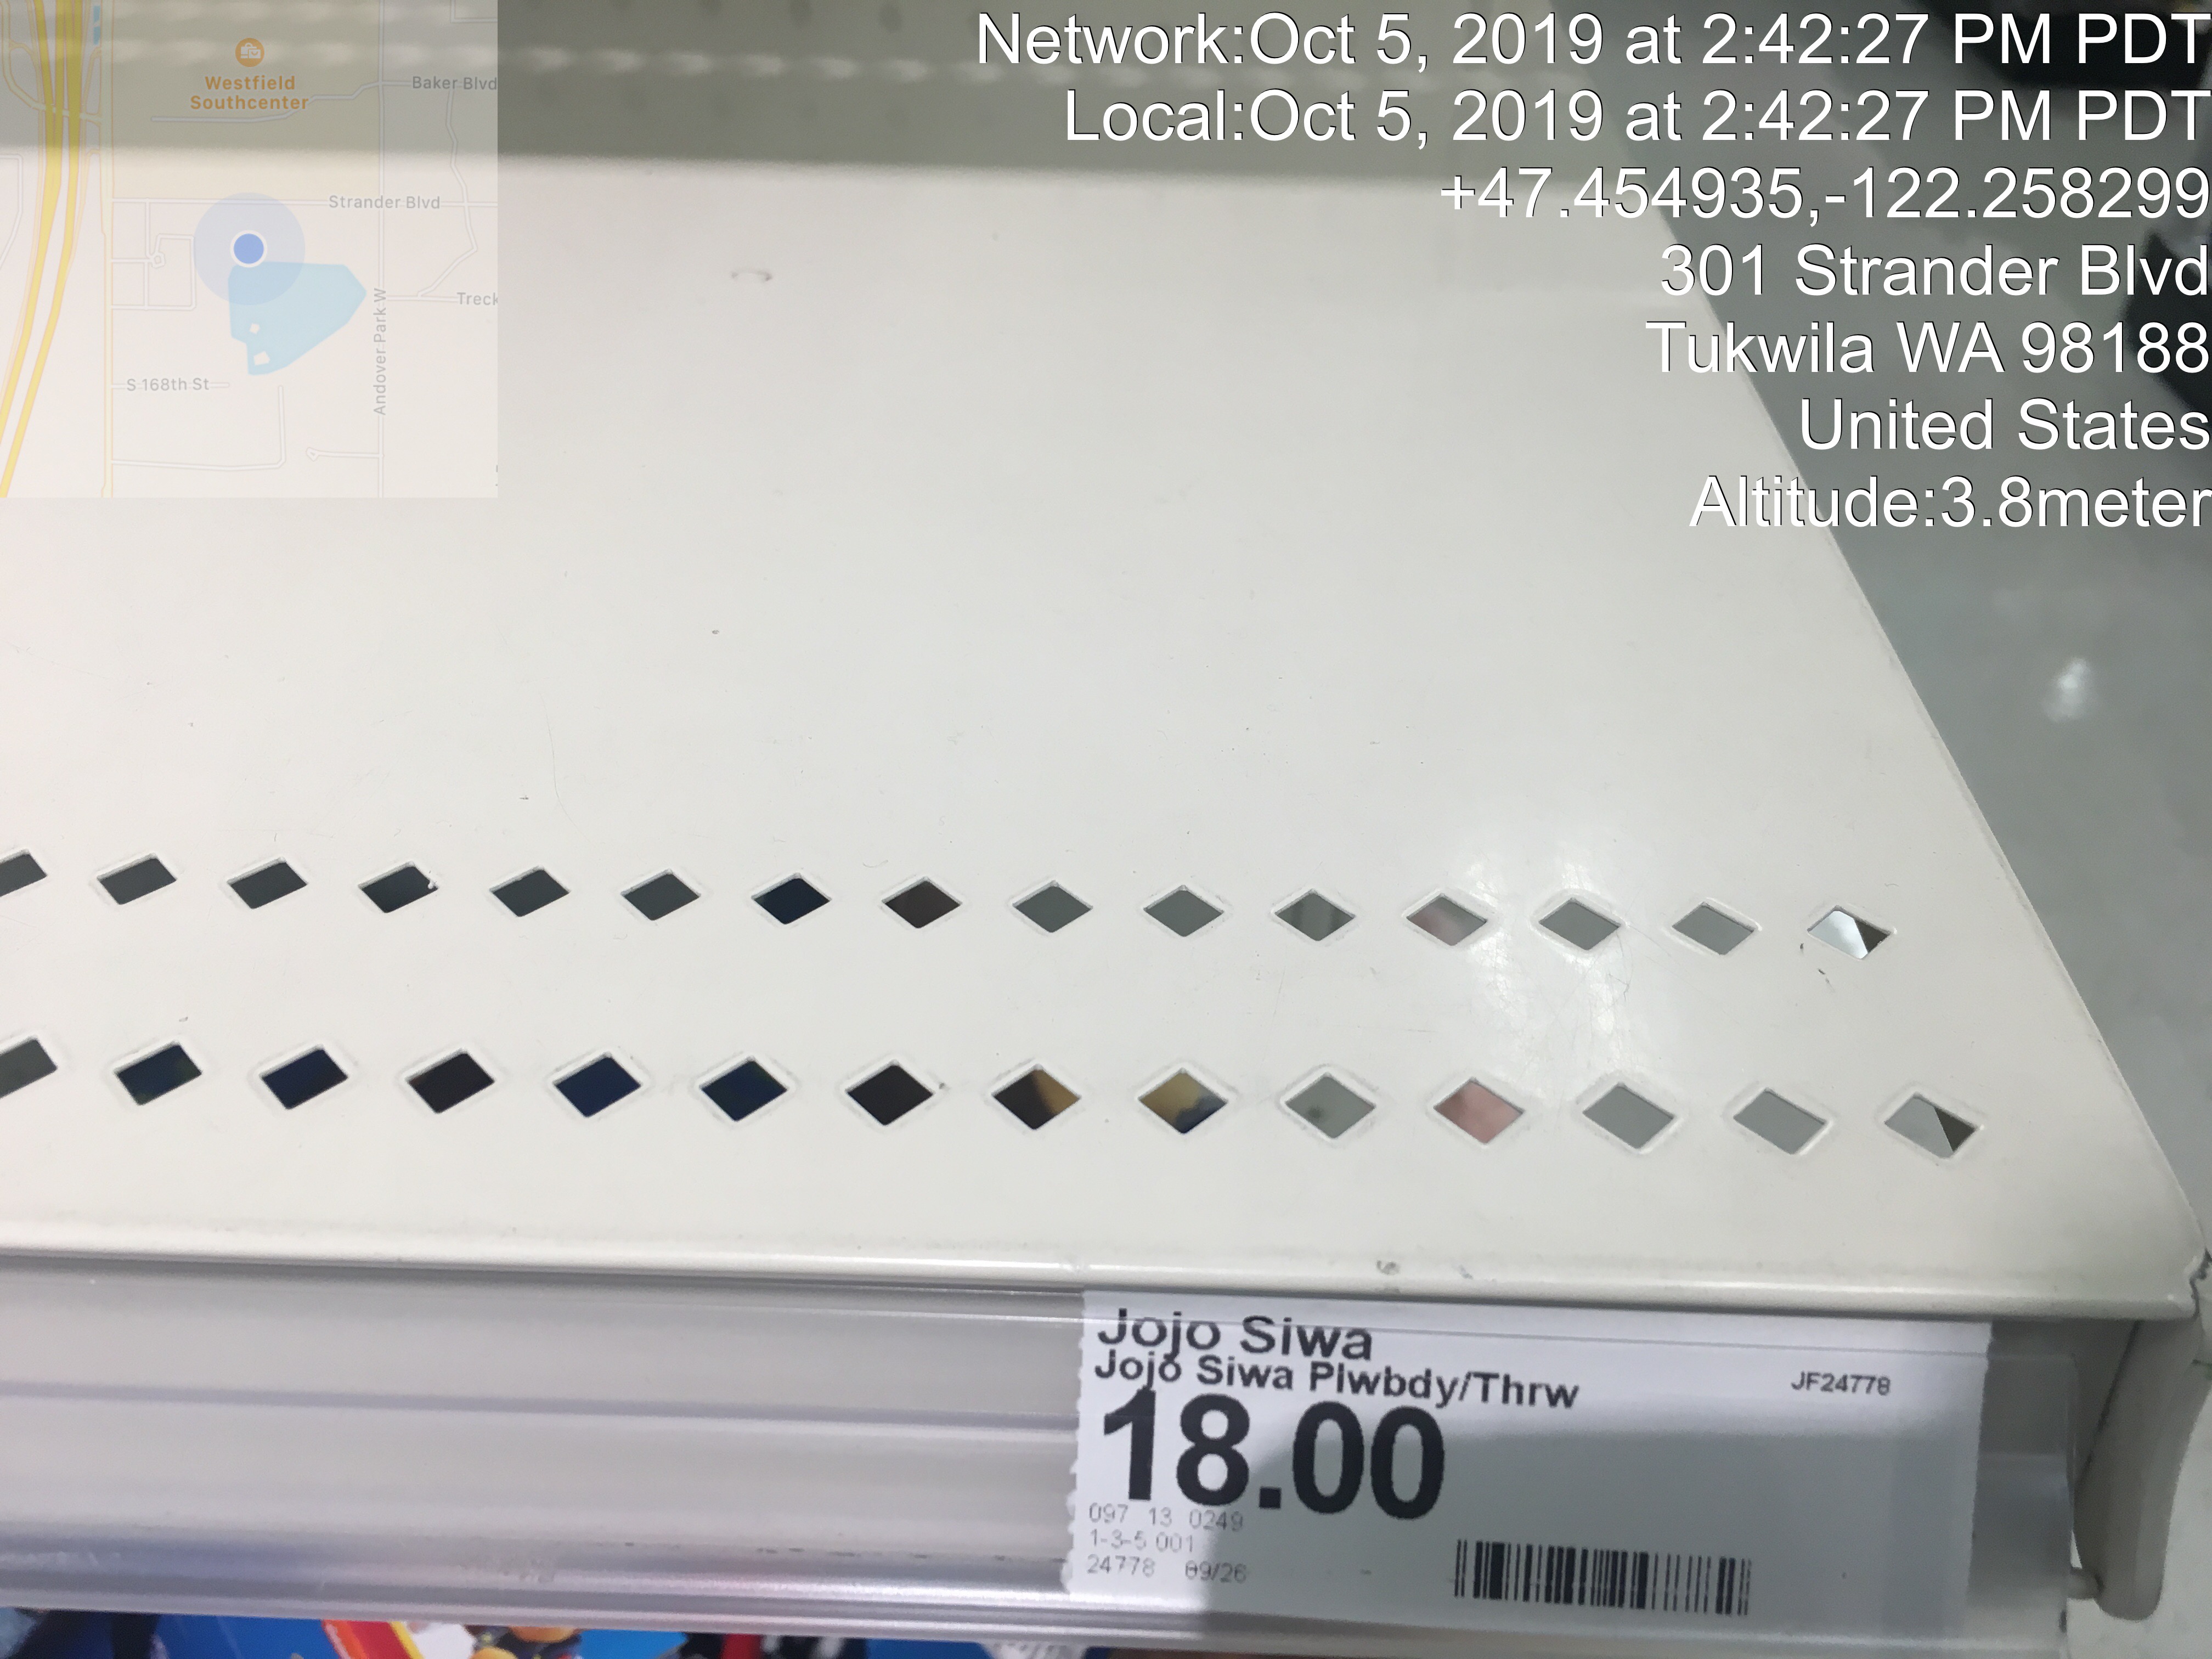 Network:Oct 5, 2019 at 2:42:27 PM PDT
Local:Oct 5, 2019 at 2:42:27 PM PDT
+47.454935,-122.258299
301 Strander Blvd
Tukwila WA 98188
United States
Altitude:3.8meter
Westfield
Southcenter
Baker Blvd
Strander Blvd
Treck
Andover Park W
S 168th St
Jojo Siwa
Jojo Siwa Plwbdy/Thrw
JF24778
18.00
097 13 0249
1-3-5 001
24778 09/26